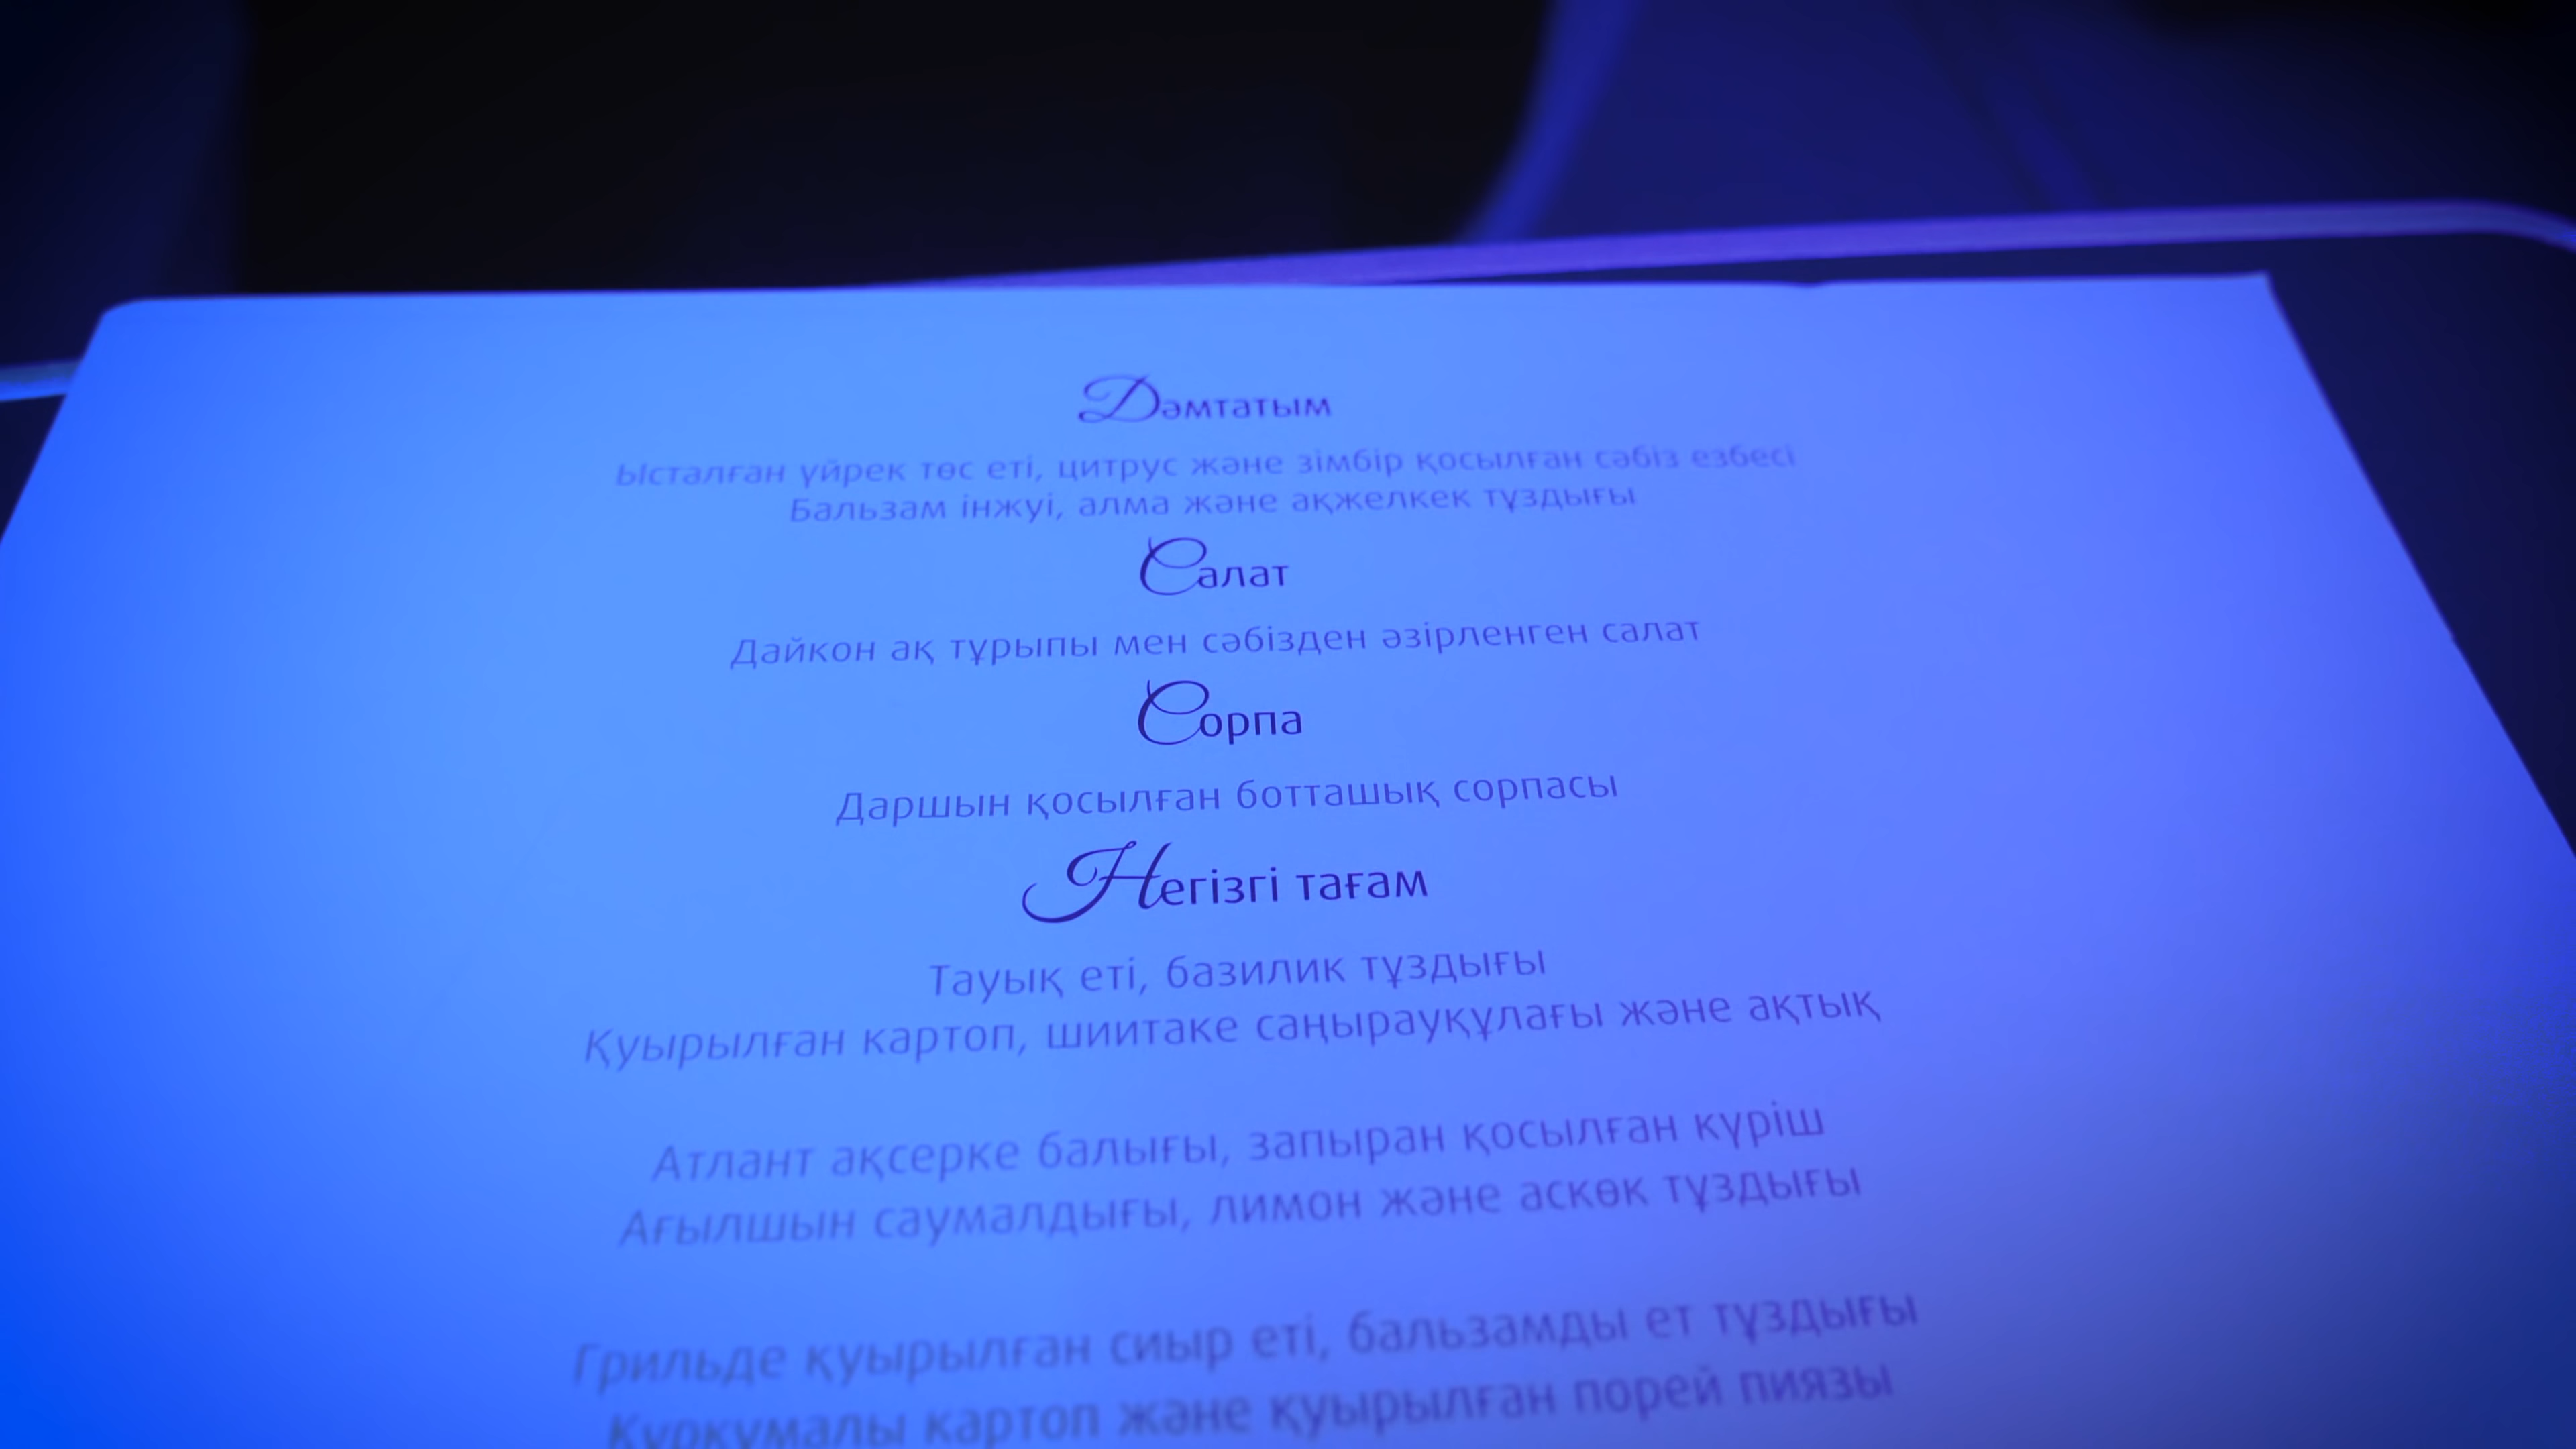 Дәмтатым
Ысталған үйрек төс еті, цитрус және зімбір қосылған сәбіз езбесі
Бальзам інжуі, алма және ақжелкек тұздығы
Салат
Дайкон ақ тұрыпы мен сәбізден әзірленген салат
Сорпа
Даршын қосылған ботташық сорпасы
Негізгі тағам
Тауық еті, базилик тұздығы
Қуырылған картоп, шиитаке саңырауқұлағы және ақтық
Атлант ақсерке балығы, запыран қосылған күріш
Ағылшын саумалдығы, лимон және аскөк тұздығы
Грильде қуырылған сиыр еті, бальзамды ет тұздығы
Куркумалы картоп және қуырылған порей пиязы